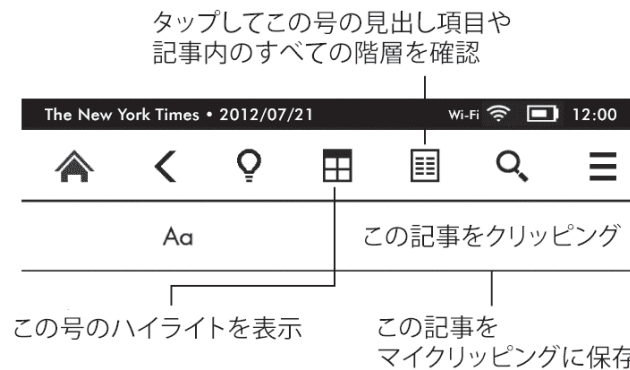 タップしてこの号の見出し項目や
記事内のすべての階層を確認
The New York Times • 2012/07/21 Wi-Fi 12:00
Aa この記事をクリッピング
この号のハイライトを表示
この記事を
マイクリッピングに保存